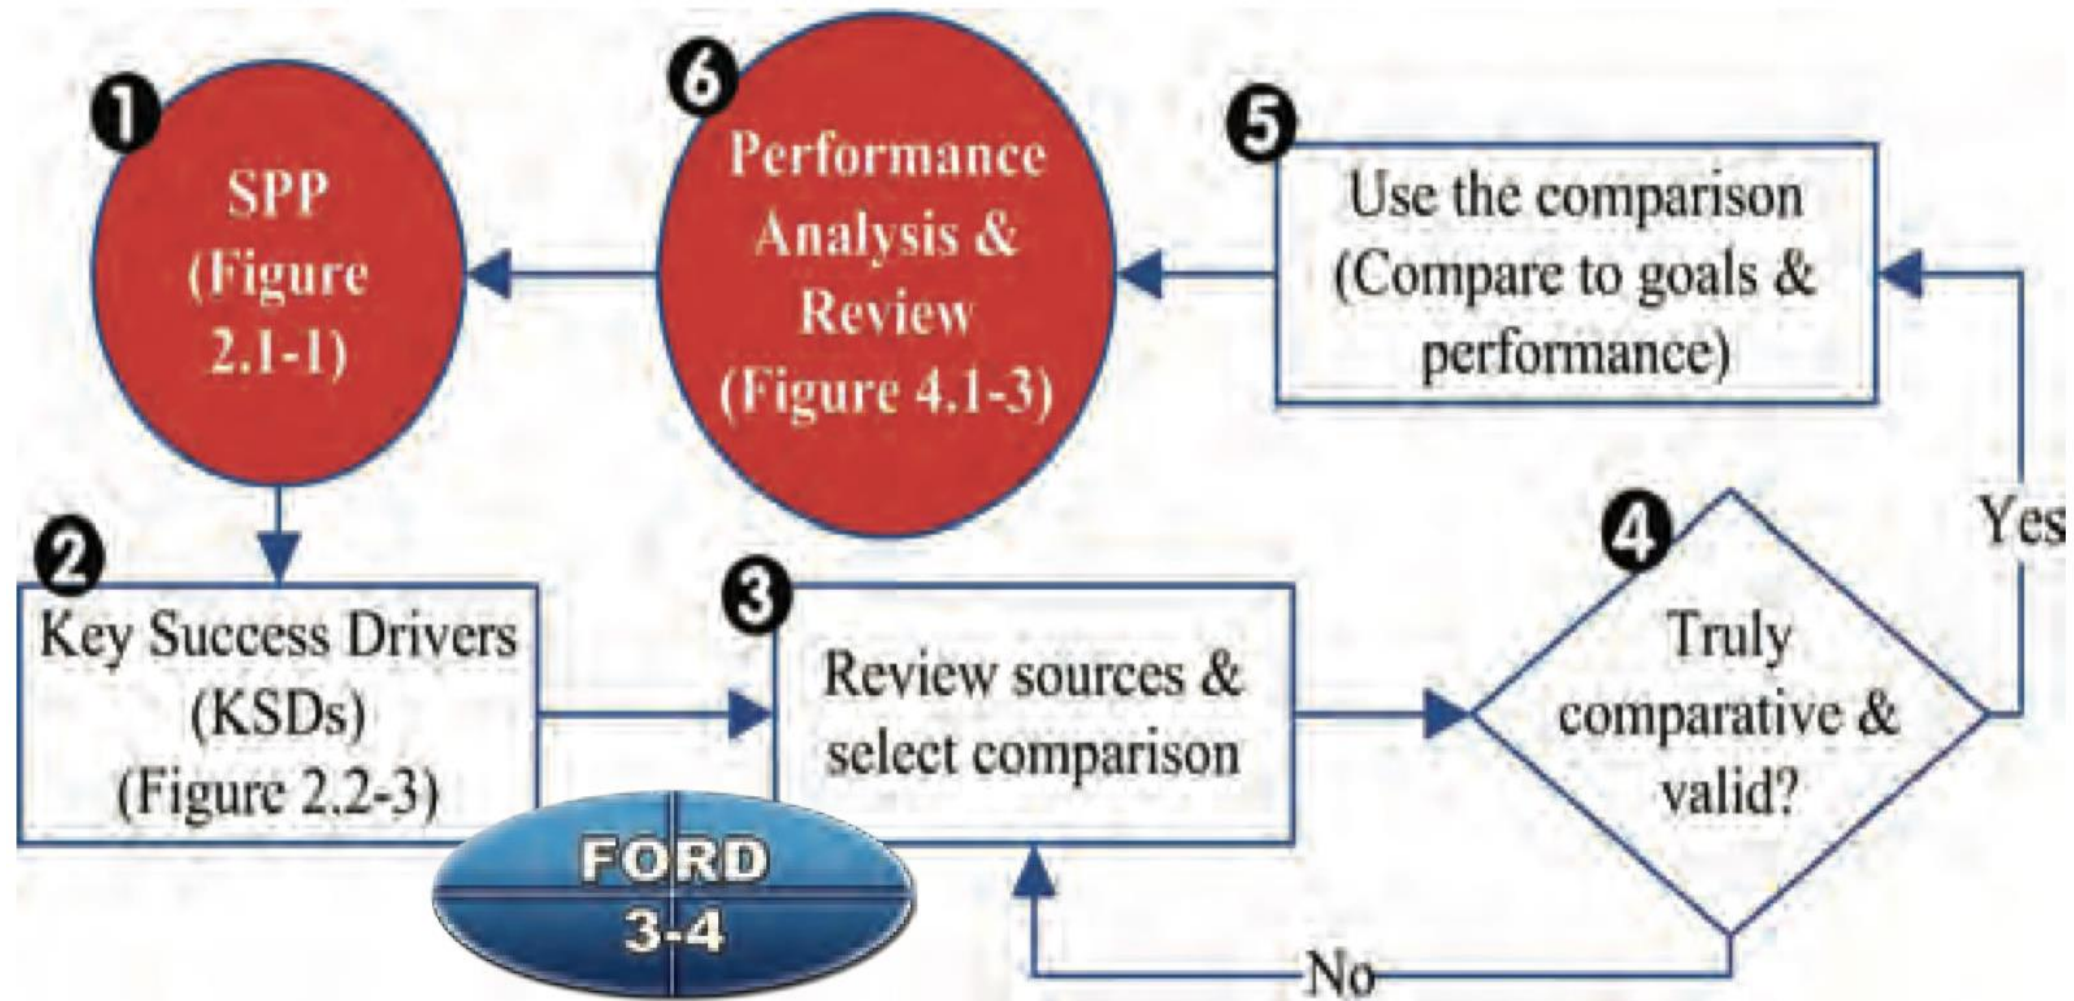 1
SPP
(Figure
2.1-1)
6
Performance
Analysis &
Review
(Figure 4.1-3)
5
Use the comparison
(Compare to goals &
performance)
2
Key Success Drivers
(KSDs)
(Figure 2.2-3)
3
Review sources &
select comparison
4
Truly
comparative &
valid?
Yes
No
FORD
3-4